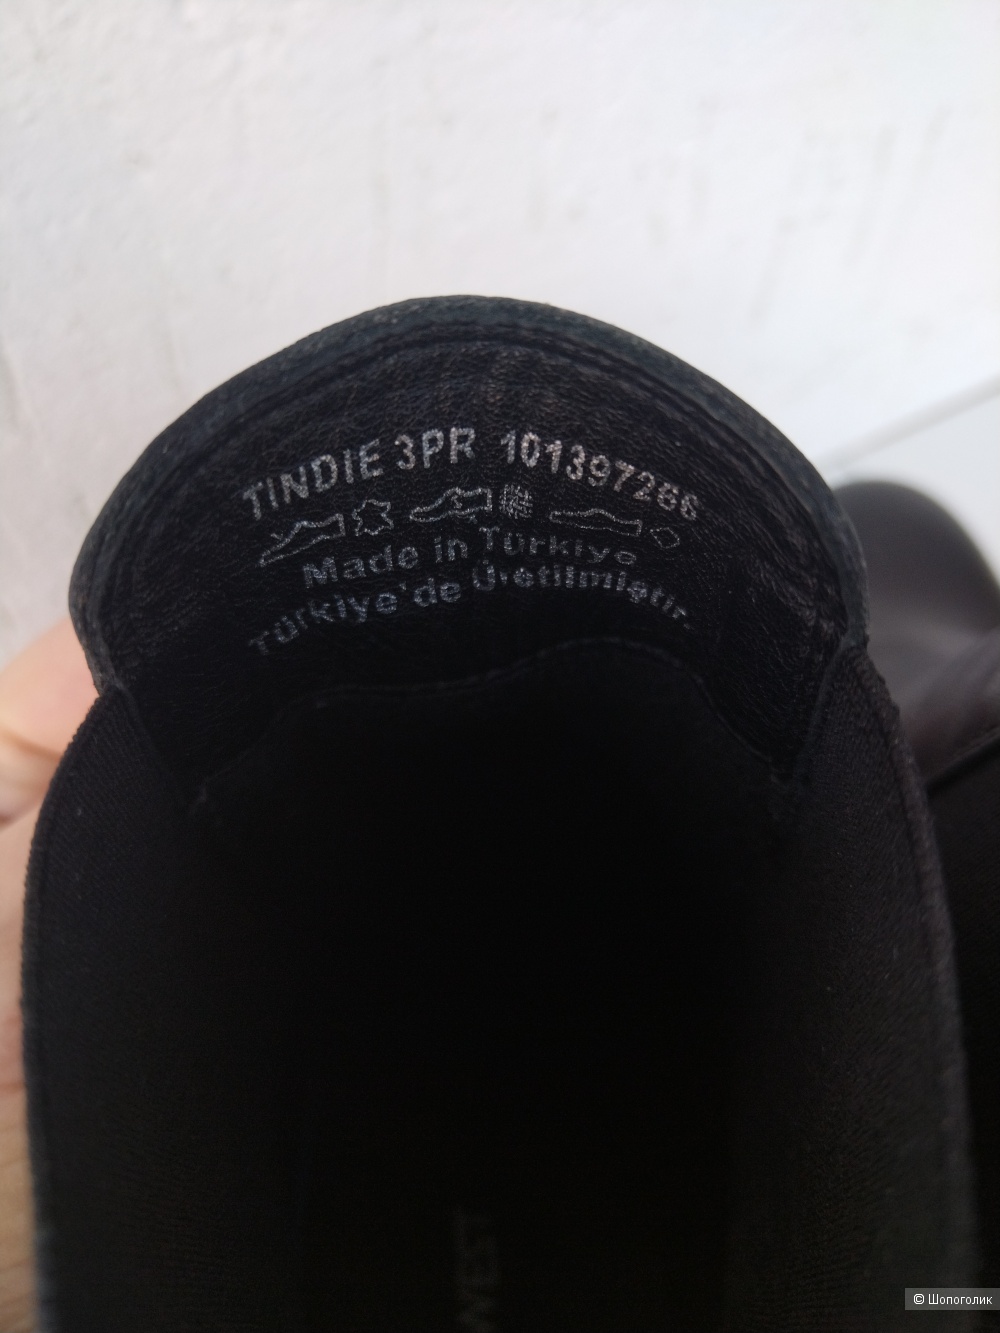 TINDIE 3PR 101397266
Made in Türkiye
Türkiye'de Üretilmiştir.
© Шопоголик